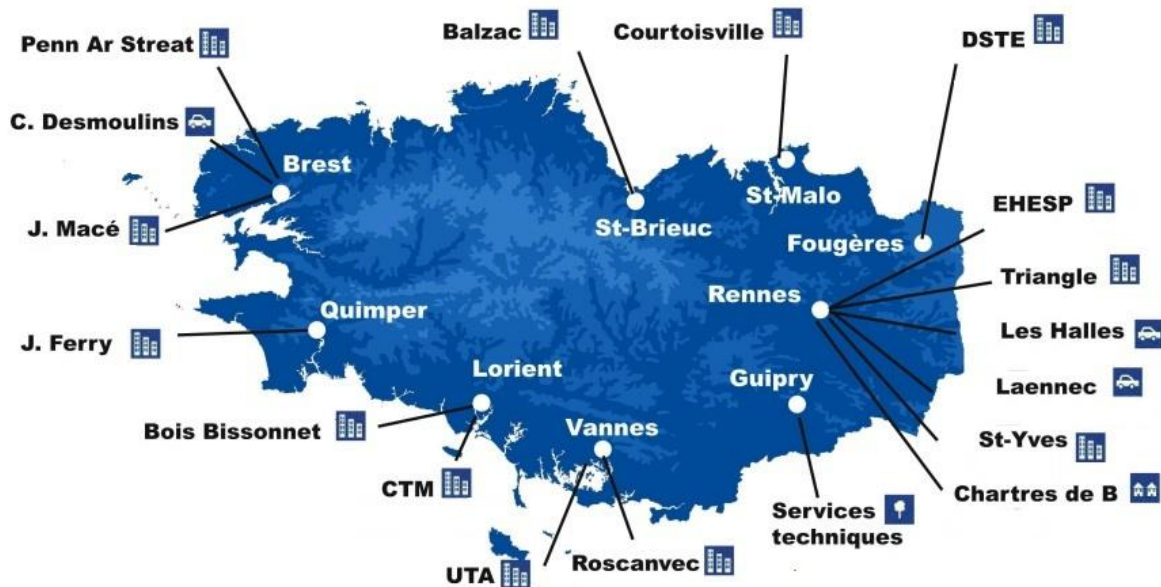 Penn Ar Streat
Balzac
Courtoisville
DSTE
C. Desmoulins
Brest
St-Malo
EHESP
J. Macé
St-Brieuc
Fougères
Triangle
Rennes
Quimper
Les Halles
J. Ferry
Lorient
Guipry
Laennec
Bois Bissonnet
Vannes
St-Yves
CTM
Chartres de B
Services
techniques
UTA
Roscanvec